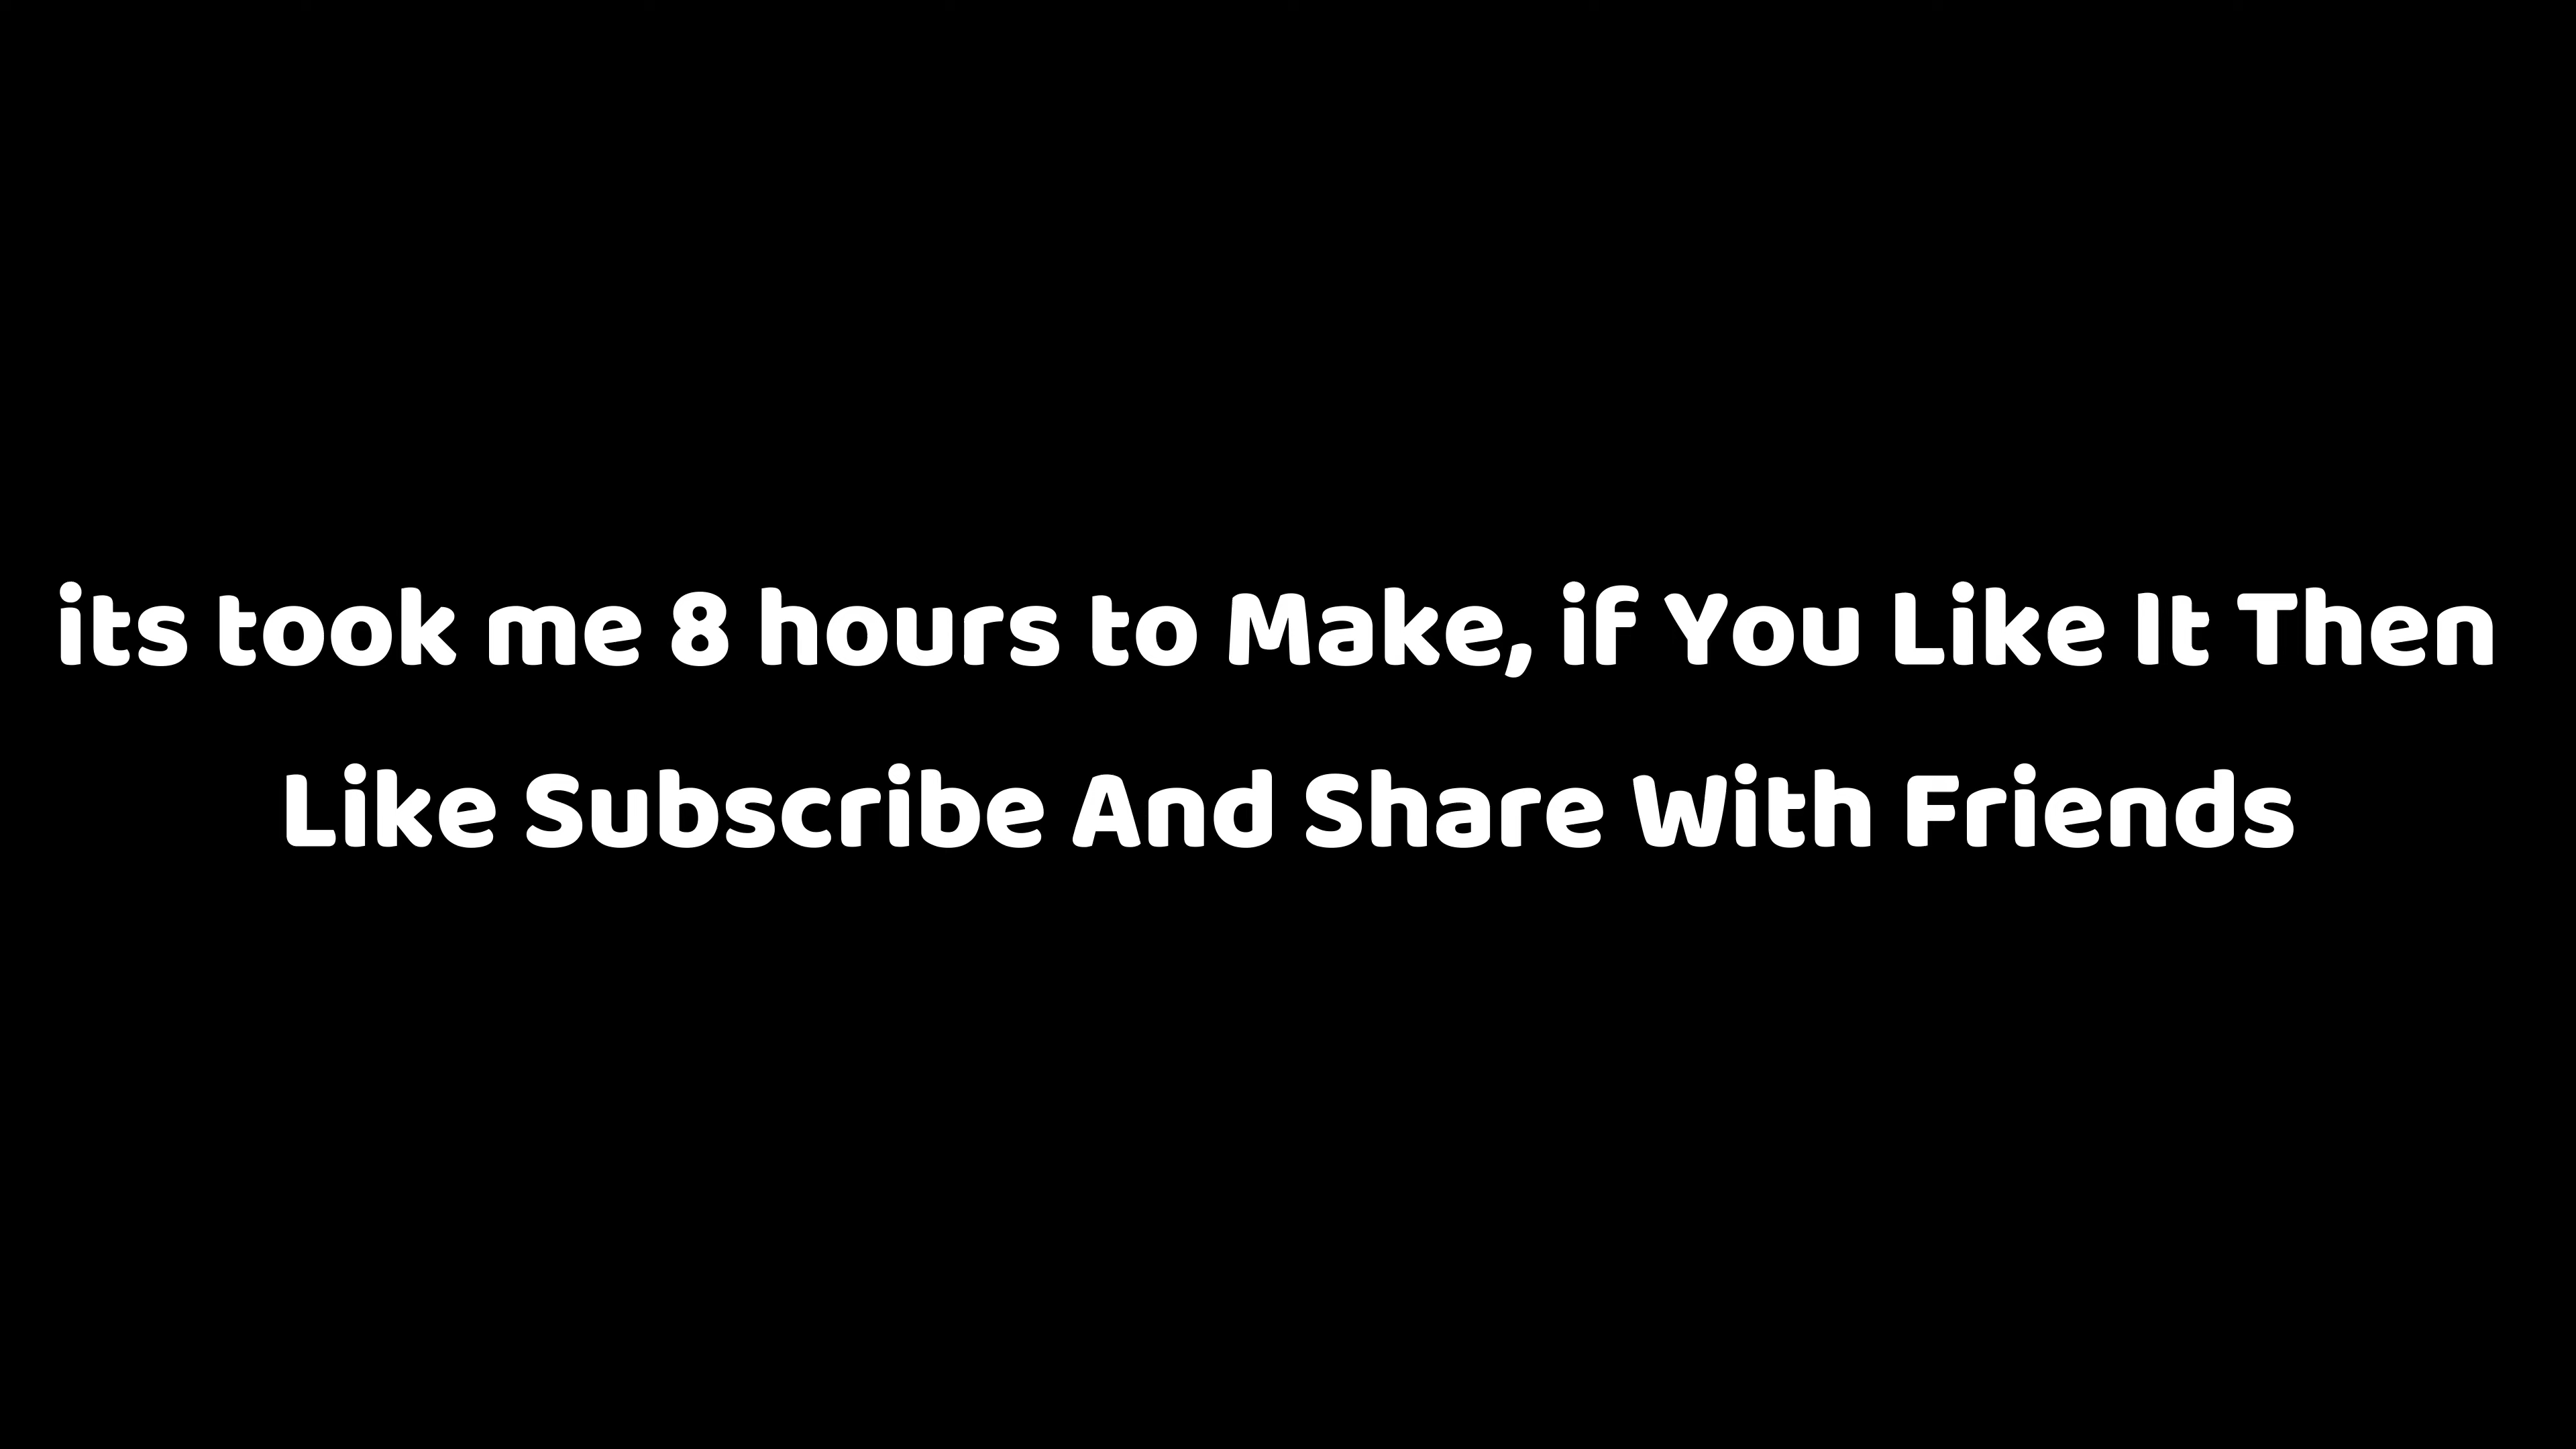 its took me 8 hours to Make, if You Like It Then
Like Subscribe And Share With Friends